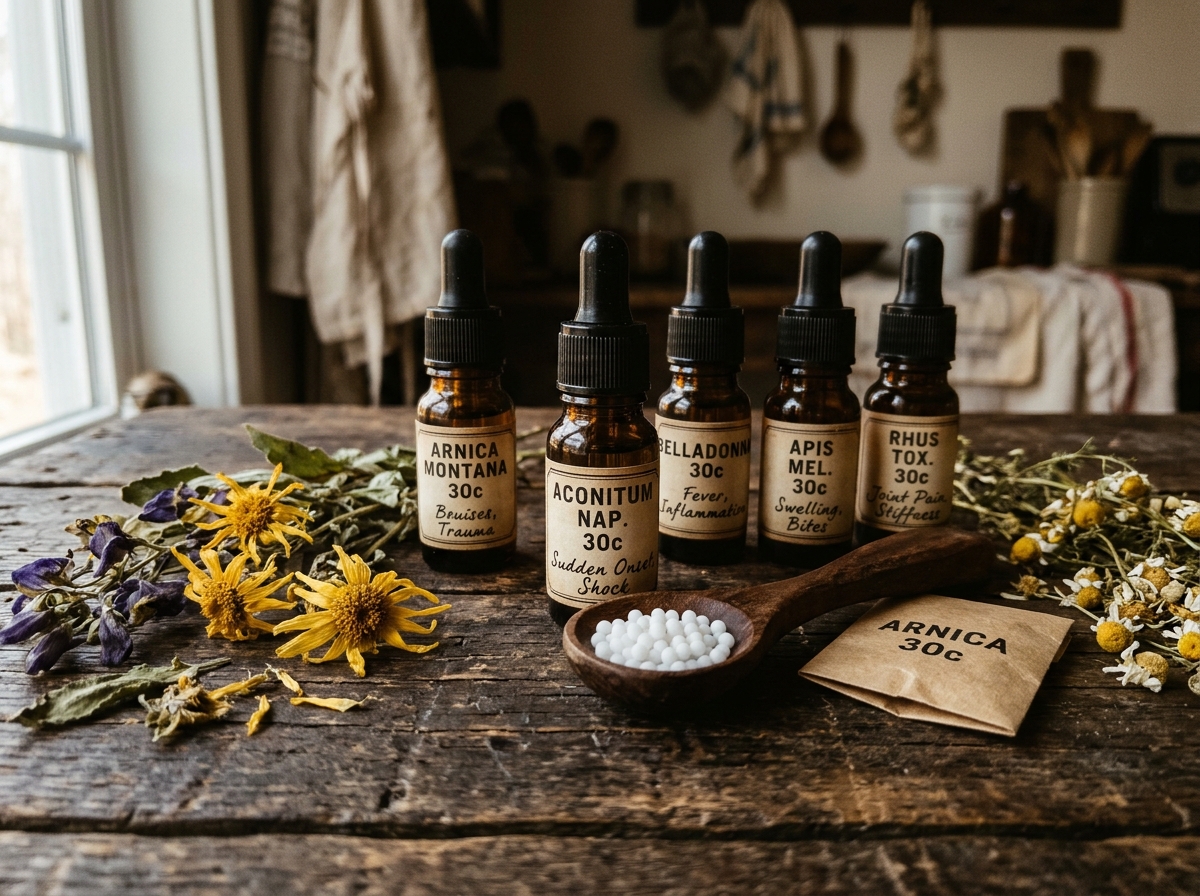 ARNICA
MONTANA
30c
Bruises,
Trauma
ACONITUM
NAP.
30c
Sudden Onset,
Shock
BELLADONNA
30c
Fever,
Inflammation
APIS
MEL.
30c
Swelling,
Bites
RHUS
TOX.
30c
Joint Pain,
Stiffness
ARNICA
30c